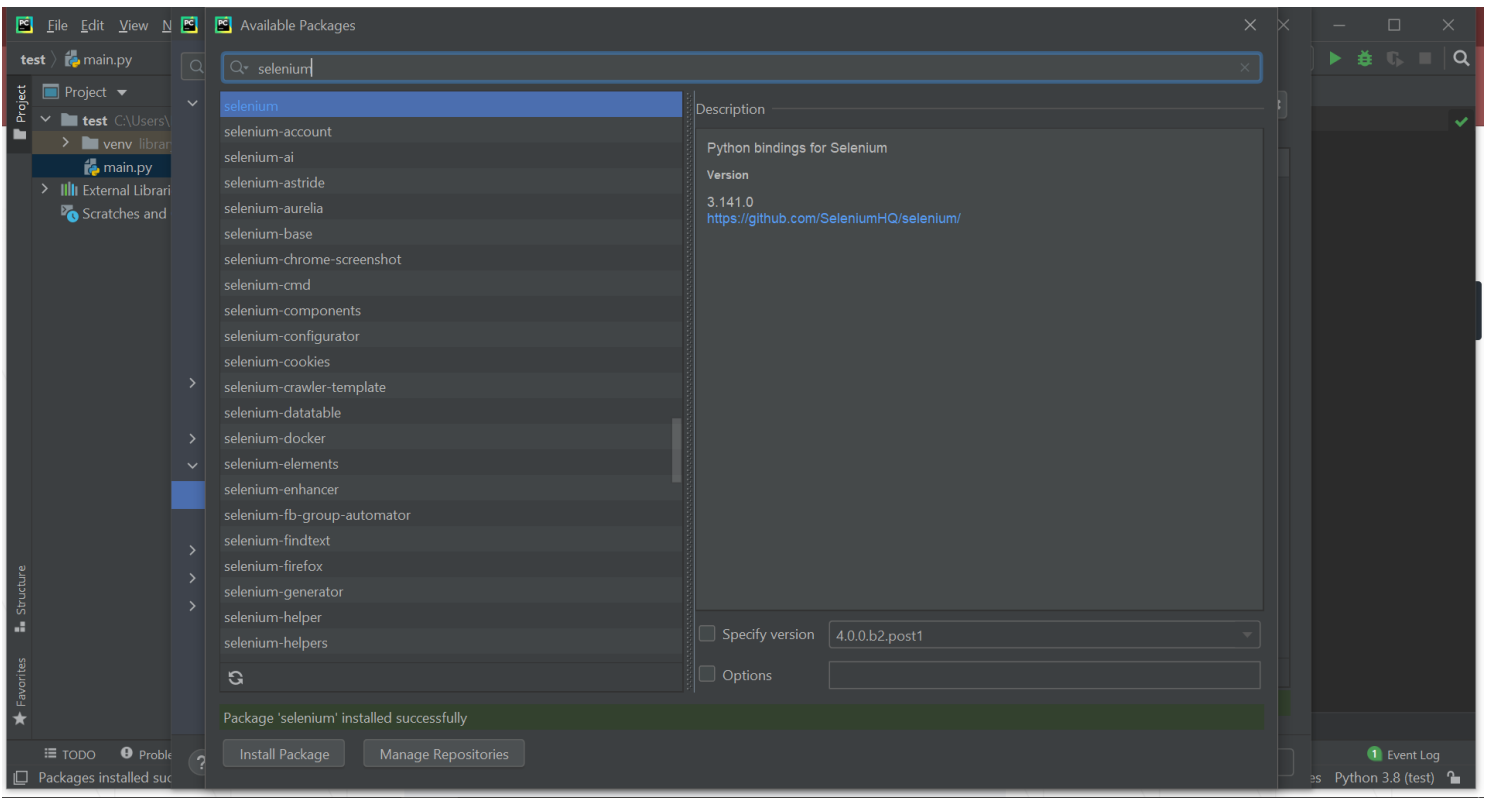 File Edit View N
Available Packages
test main.py
selenium
Project
Project
test C:\Users\
venv librar
main.py
External Librari
Scratches and
selenium
selenium-account
selenium-ai
selenium-astride
selenium-aurelia
selenium-base
selenium-chrome-screenshot
selenium-cmd
selenium-components
selenium-configurator
selenium-cookies
selenium-crawler-template
selenium-datatable
selenium-docker
selenium-elements
selenium-enhancer
selenium-fb-group-automator
selenium-findtext
selenium-firefox
selenium-generator
selenium-helper
selenium-helpers
Description
Python bindings for Selenium
Version
3.141.0
https://github.com/SeleniumHQ/selenium/
Specify version 4.0.0.b2.post1
Options
Structure
Favorites
Package 'selenium' installed successfully
Install Package Manage Repositories
TODO Proble
?
1 Event Log
Packages installed suc
es Python 3.8 (test)